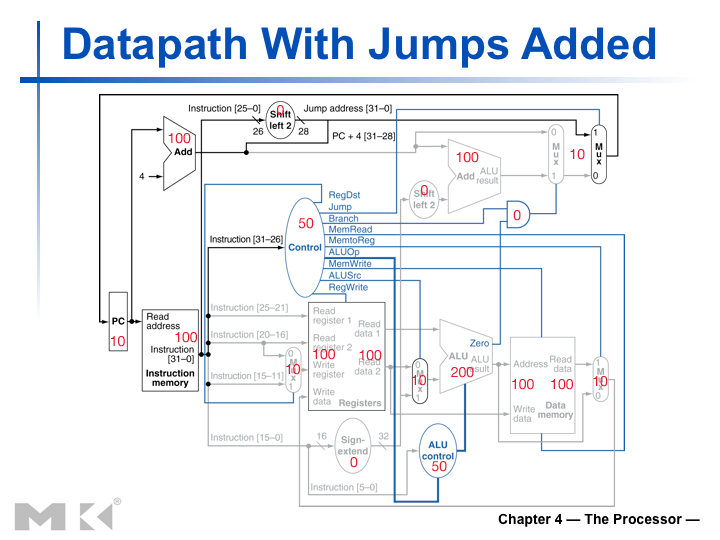 Datapath With Jumps Added
Instruction [25–0]
Shift
left 2
0
Jump address [31–0]
26
28
PC + 4 [31–28]
100
Add
4
100
Add
ALU
result
0
M
u
x
1
10
1
M
u
x
0
Shift
left 2
0
0
RegDst
Jump
Branch
MemRead
MemtoReg
ALUOp
MemWrite
ALUSrc
RegWrite
50
Control
Instruction [31–26]
PC
10
Read
address
100
Instruction
[31–0]
Instruction
memory
Instruction [25–21]
Instruction [20–16]
Instruction [15–11]
Instruction [15–0]
0
M
u
x
1
10
Read
register 1
Read
register 2
Write
register
Write
data
Read
data 1
Read
data 2
Registers
100
100
0
M
u
x
1
10
Zero
ALU
ALU
result
200
Address
Read
data
100
100
Write
data
Data
memory
1
M
u
x
0
10
16
Sign-
extend
0
32
ALU
control
50
Instruction [5–0]
MK
®
Chapter 4 — The Processor —